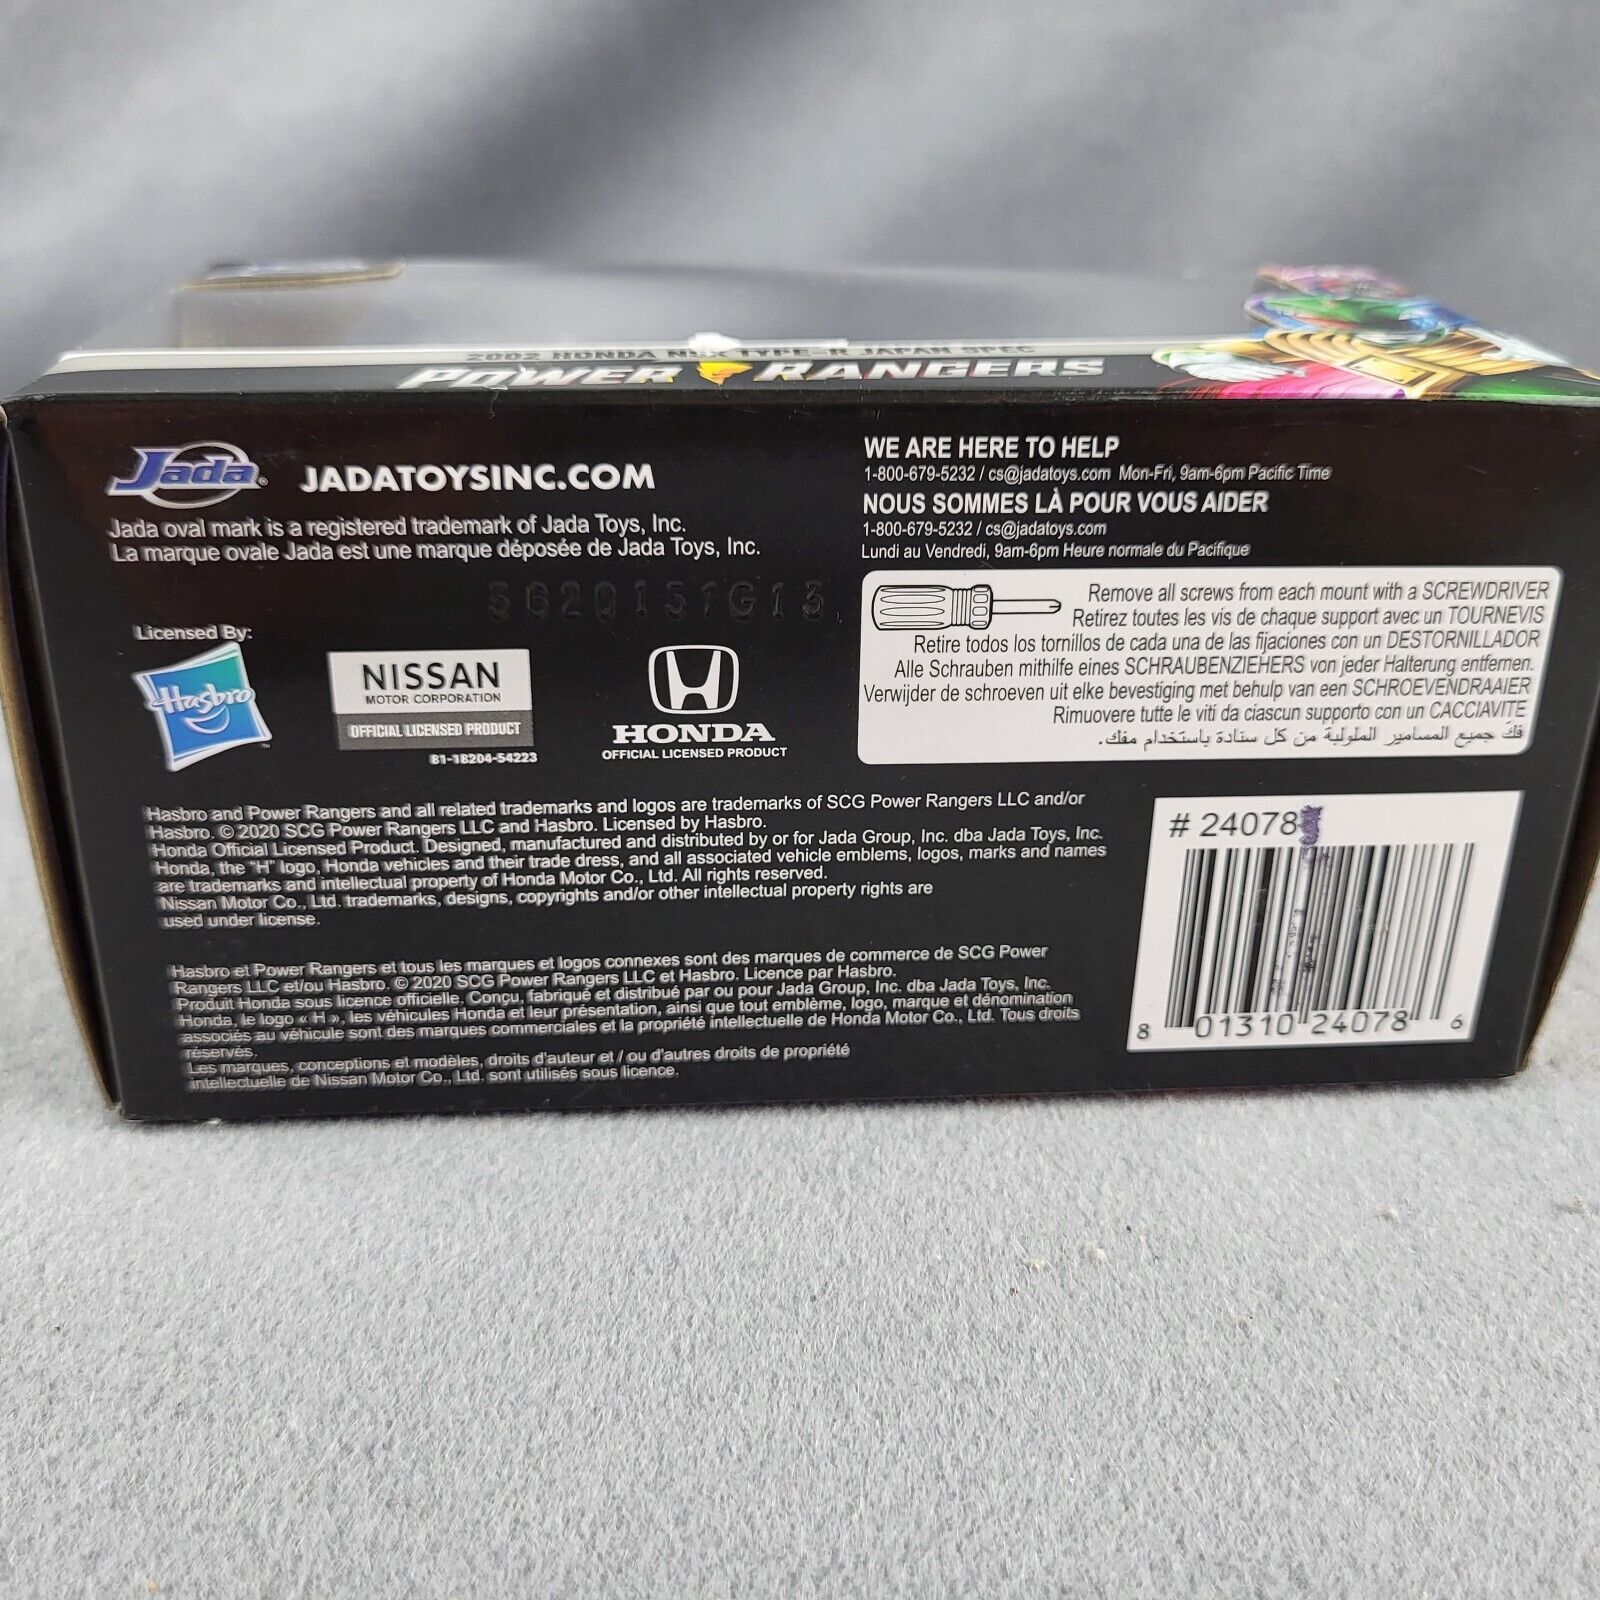 2002 HONDA NSX TYPE-R JAPAN SPEC
POWER RANGERS
Jada®
JADATOYSINC.COM
Jada oval mark is a registered trademark of Jada Toys, Inc.
La marque ovale Jada est une marque déposée de Jada Toys, Inc.
WE ARE HERE TO HELP
1-800-679-5232 / cs@jadatoys.com Mon-Fri, 9am-6pm Pacific Time
NOUS SOMMES LÀ POUR VOUS AIDER
1-800-679-5232 / cs@jadatoys.com
Lundi au Vendredi, 9am-6pm Heure normale du Pacifique
5620151G13
Licensed By:
Hasbro
NISSAN
MOTOR CORPORATION
OFFICIAL LICENSED PRODUCT
81-18204-54223
HONDA
OFFICIAL LICENSED PRODUCT
Remove all screws from each mount with a SCREWDRIVER
Retirez toutes les vis de chaque support avec un TOURNEVIS
Retire todos los tornillos de cada una de las fijaciones con un DESTORNILLADOR
Alle Schrauben mithilfe eines SCHRAUBENZIEHERS von jeder Halterung entfernen.
Verwijder de schroeven uit elke bevestiging met behulp van een SCHROEVENDRAAIER
Rimuovere tutte le viti da ciascun supporto con un CACCIAVITE
فك جميع المسامير الملولبة من كل سنادة باستخدام مفك.
Hasbro and Power Rangers and all related trademarks and logos are trademarks of SCG Power Rangers LLC and/or
Hasbro. © 2020 SCG Power Rangers LLC and Hasbro. Licensed by Hasbro.
Honda Official Licensed Product. Designed, manufactured and distributed by or for Jada Group, Inc. dba Jada Toys, Inc.
Honda, the "H" logo, Honda vehicles and their trade dress, and all associated vehicle emblems, logos, marks and names
are trademarks and intellectual property of Honda Motor Co., Ltd. All rights reserved.
Nissan Motor Co., Ltd. trademarks, designs, copyrights and/or other intellectual property rights are
used under license.
Hasbro et Power Rangers et tous les marques et logos connexes sont des marques de commerce de SCG Power
Rangers LLC et/ou Hasbro. © 2020 SCG Power Rangers LLC et Hasbro. Licence par Hasbro.
Produit Honda sous licence officielle. Conçu, fabriqué et distribué par ou pour Jada Group, Inc. dba Jada Toys, Inc.
Honda, le logo « H », les véhicules Honda et leur présentation, ainsi que tout emblème, logo, marque et dénomination
associés au véhicule sont des marques commerciales et la propriété intellectuelle de Honda Motor Co., Ltd. Tous droits
réservés.
Les marques, conceptions et modèles, droits d'auteur et / ou d'autres droits de propriété
intellectuelle de Nissan Motor Co., Ltd. sont utilisés sous licence.
# 24078
8 01310 24078 6